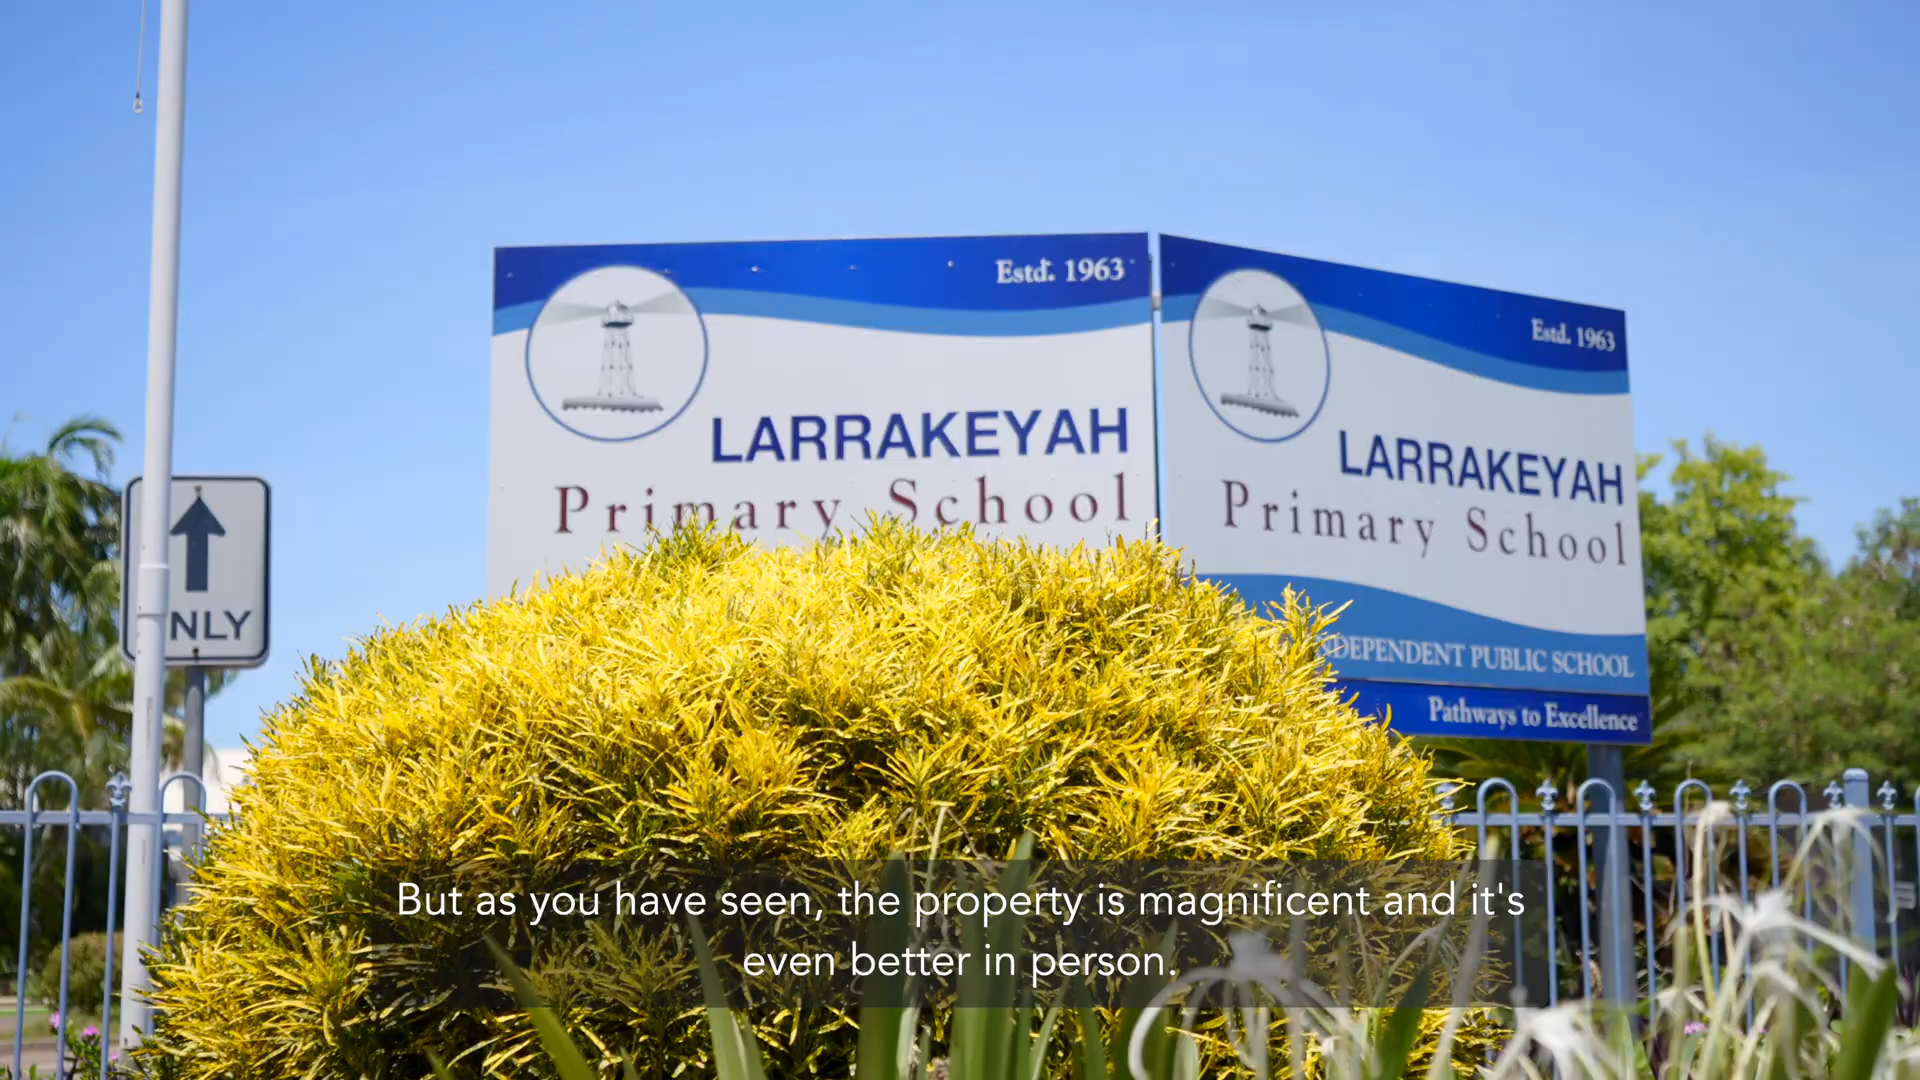 Estd. 1963
LARRAKEYAH
Primary School
Estd. 1963
LARRAKEYAH
Primary School
NDEPENDENT PUBLIC SCHOOL
Pathways to Excellence
NLY
But as you have seen, the property is magnificent and it's
even better in person.